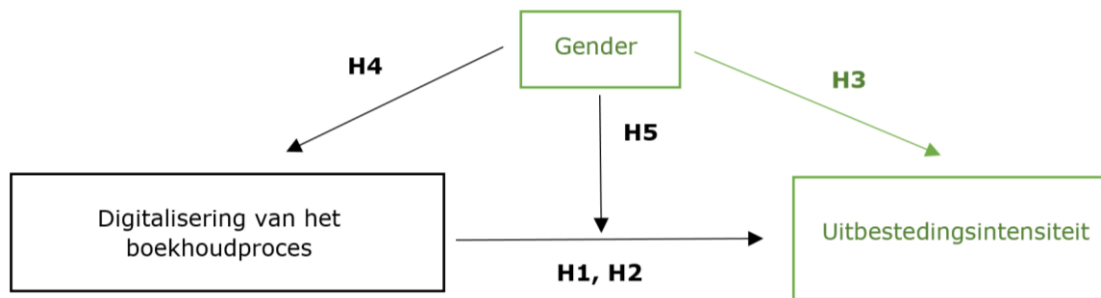 Gender
H4
H3
H5
Digitalisering van het
boekhoudproces
Uitbestedingsintensiteit
H1, H2